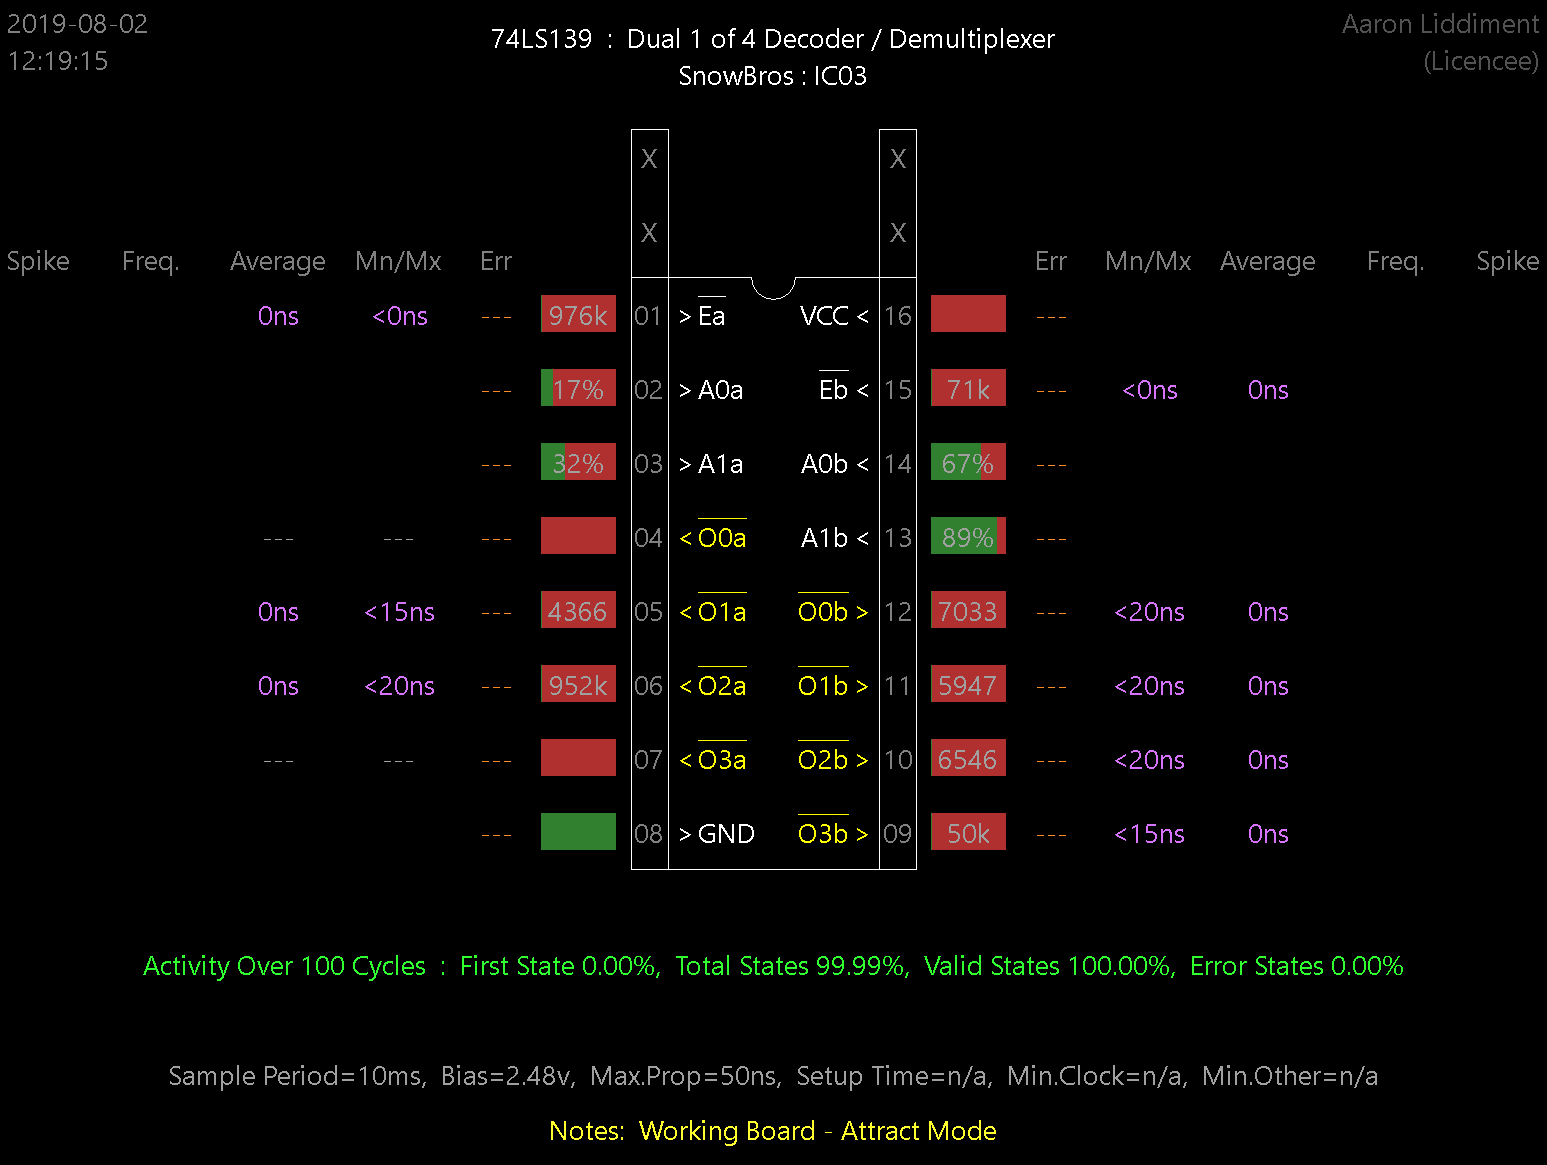 2019-08-02
12:19:15
74LS139 : Dual 1 of 4 Decoder / Demultiplexer
SnowBros : IC03
Aaron Liddiment
(Licencee)
X X
X X
Spike Freq. Average Mn/Mx Err Err Mn/Mx Average Freq. Spike
0ns <0ns --- 976k 01 > Ea VCC < 16 ---
--- 17% 02 > A0a Eb < 15 71k --- <0ns 0ns
--- 32% 03 > A1a A0b < 14 67% ---
--- --- --- 04 < O0a A1b < 13 89% ---
0ns <15ns --- 4366 05 < O1a O0b > 12 7033 --- <20ns 0ns
0ns <20ns --- 952k 06 < O2a O1b > 11 5947 --- <20ns 0ns
--- --- --- 07 < O3a O2b > 10 6546 --- <20ns 0ns
--- 08 > GND O3b > 09 50k --- <15ns 0ns
Activity Over 100 Cycles : First State 0.00%, Total States 99.99%, Valid States 100.00%, Error States 0.00%
Sample Period=10ms, Bias=2.48v, Max.Prop=50ns, Setup Time=n/a, Min.Clock=n/a, Min.Other=n/a
Notes: Working Board - Attract Mode